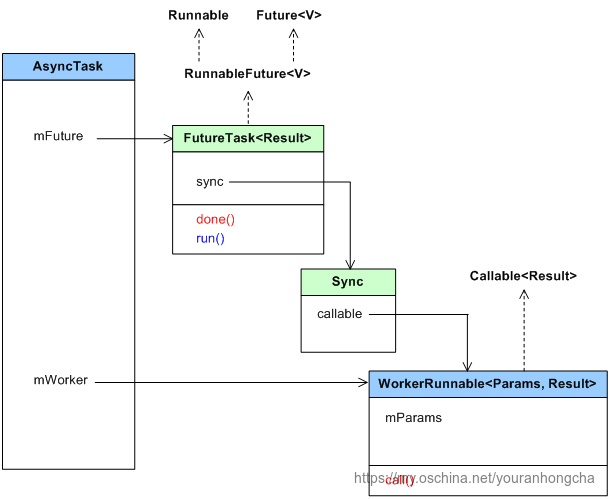 Runnable Future<V>
RunnableFuture<V>
AsyncTask
mFuture
FutureTask<Result>
sync
done()
run()
Sync
callable
Callable<Result>
mWorker
WorkerRunnable<Params, Result>
mParams
call()
https://my.oschina.net/youranhongcha